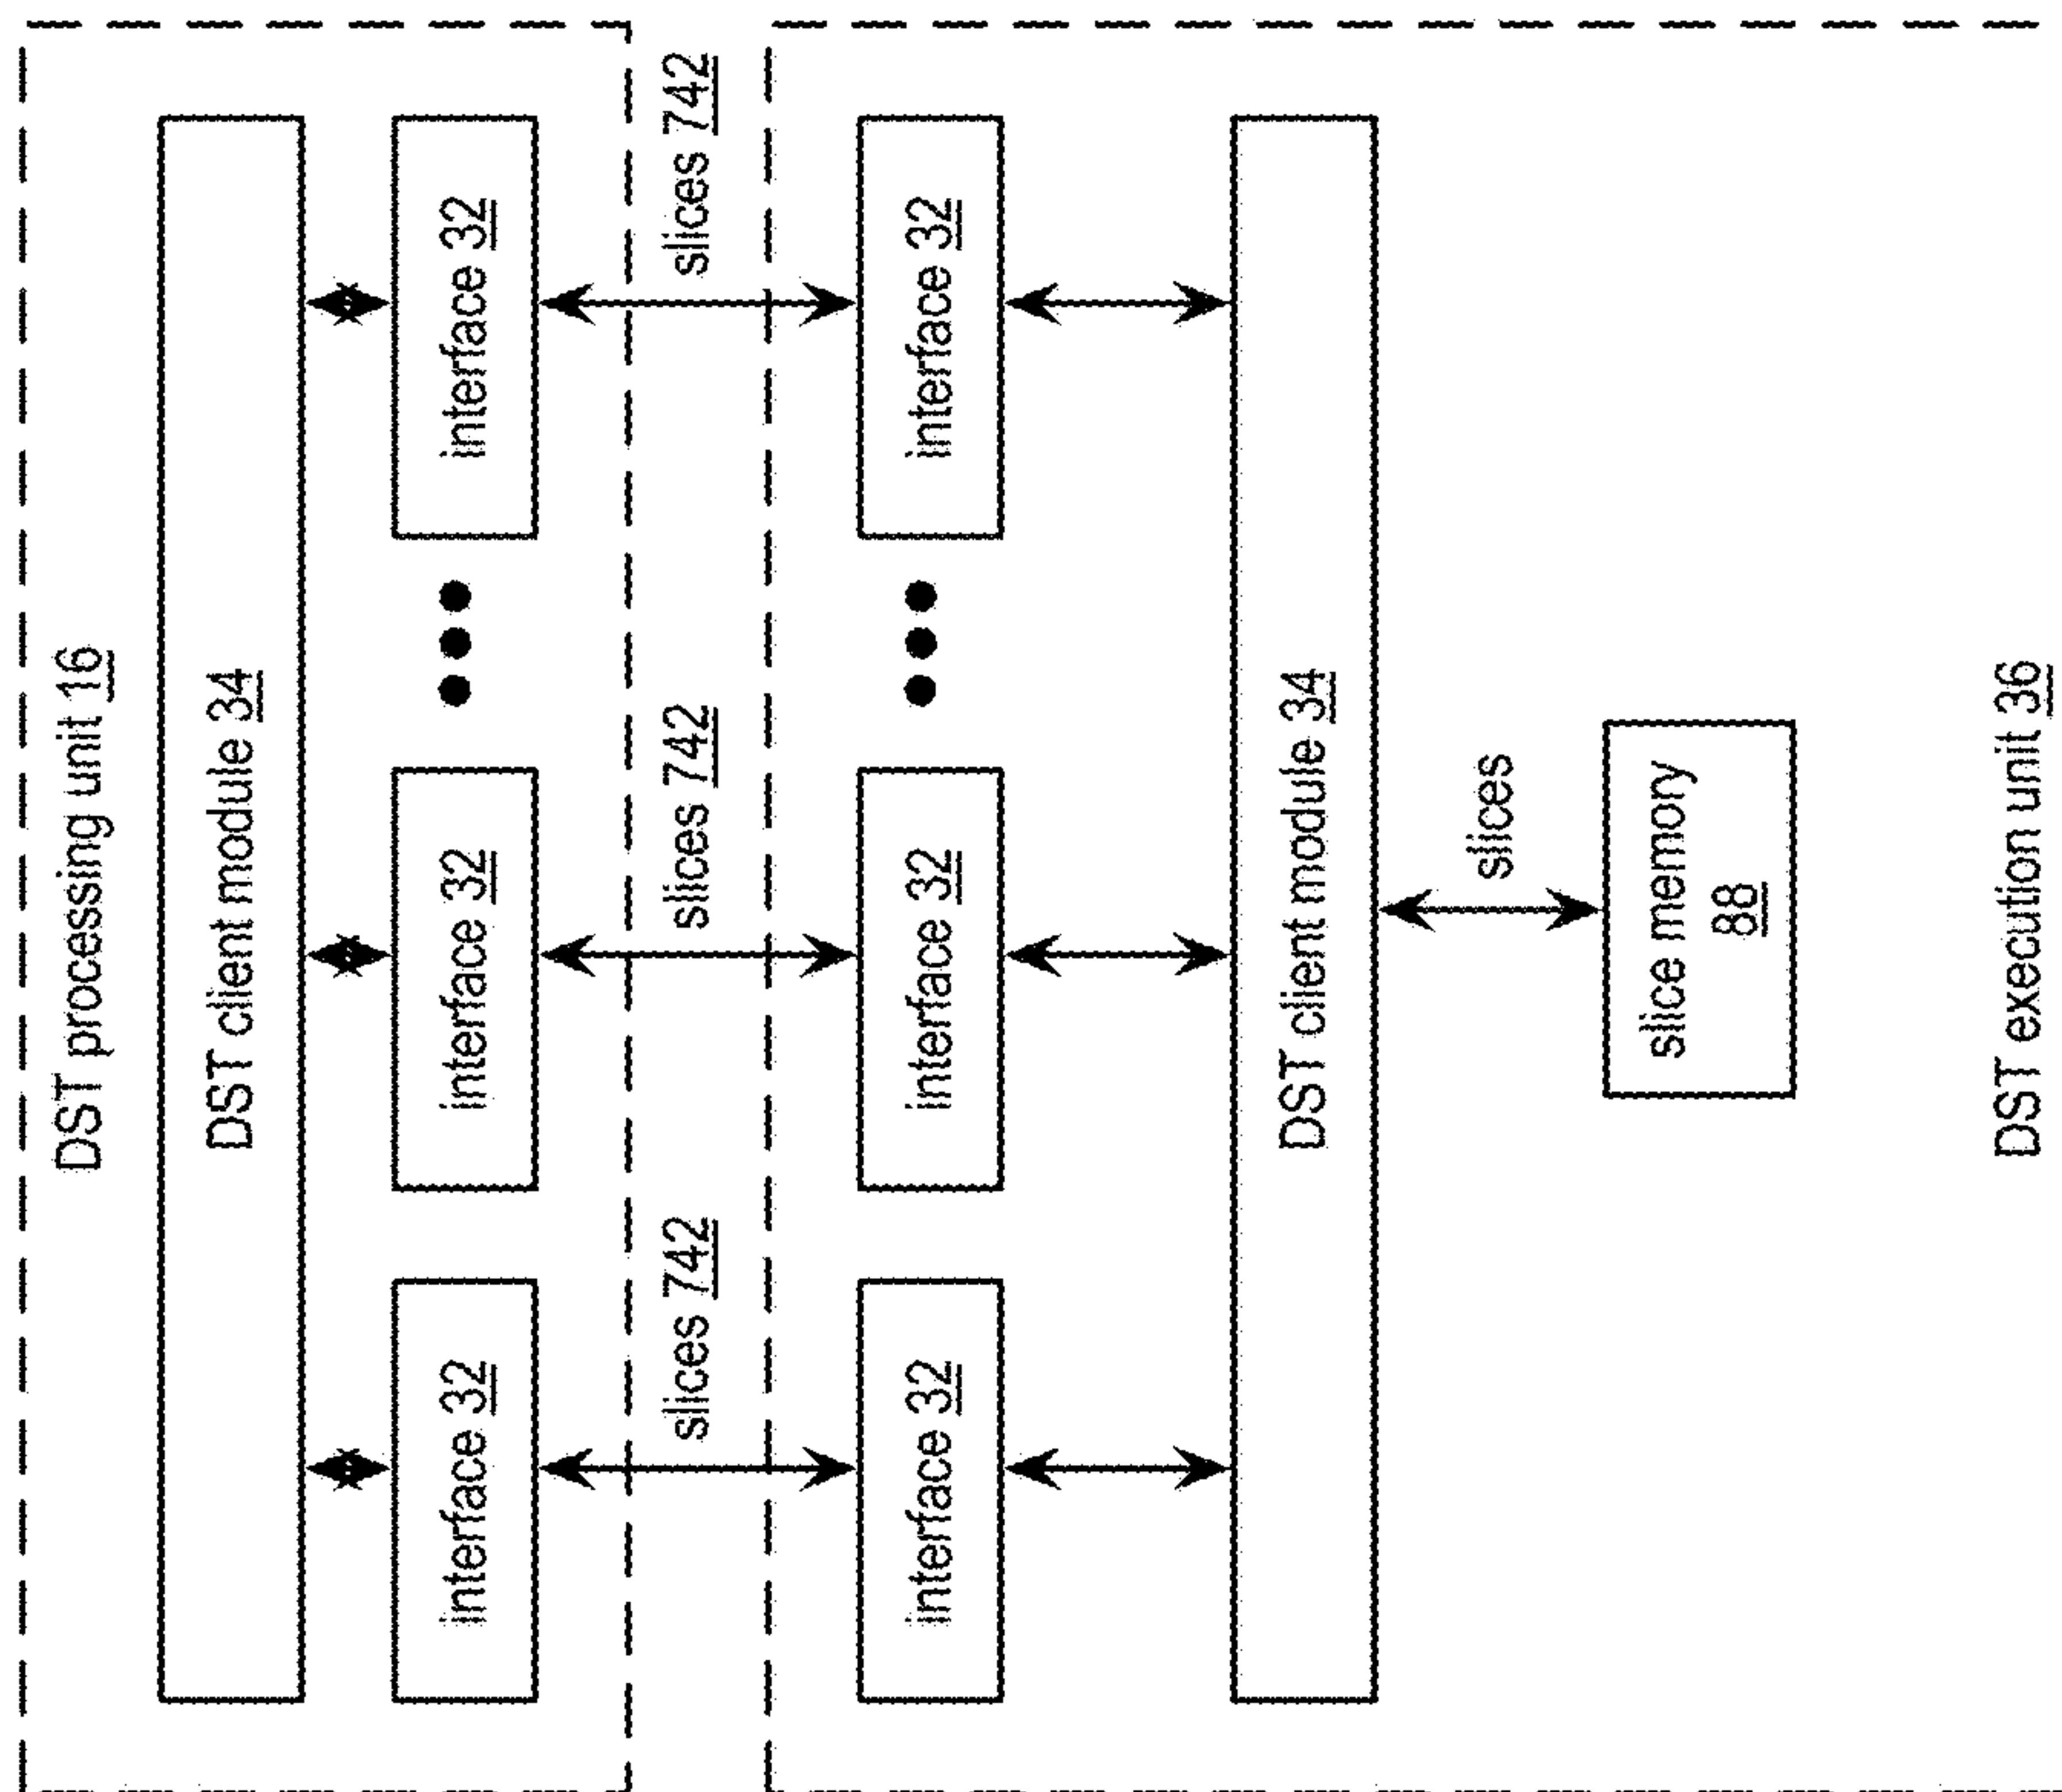 DST processing unit 16
DST client module 34
interface 32
interface 32
interface 32
slices 742
slices 742
slices 742
interface 32
interface 32
interface 32
DST client module 34
slices
slice memory
88
DST execution unit 36